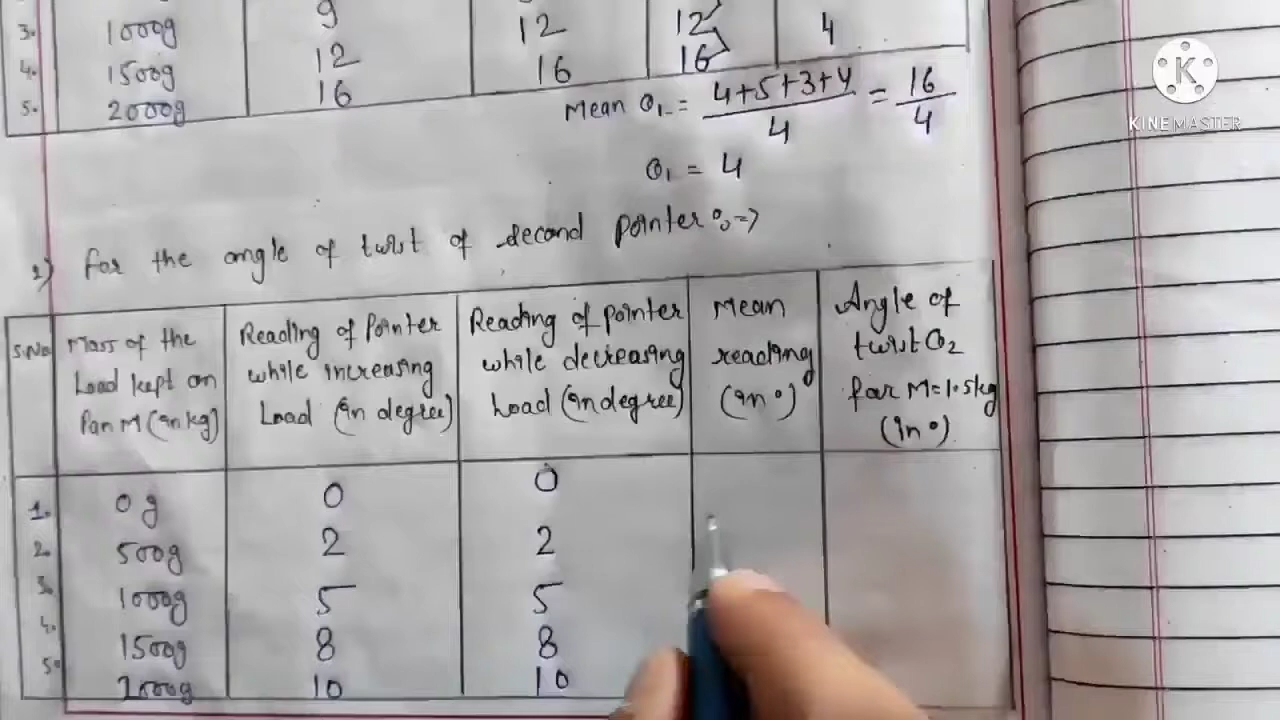 9
3. 1000g 12 12 4
4. 1500g 12 16 16
5. 2000g 16
Mean θ1 = 4+5+3+4 / 4 = 16 / 4
θ1 = 4
KINEMASTER
2) for the angle of twist of second pointer :->
S.No. Mass of the Load kept on Pan M (in kg) Reading of Pointer while increasing Load (in degree) Reading of pointer while decreasing Load (in degree) Mean reading (in °) Angle of twist θ2 for M=1.5kg (in °)
1. 0g 0 0
2. 500g 2 2
3. 1000g 5 5
4. 1500g 8 8
5. 2000g 10 10